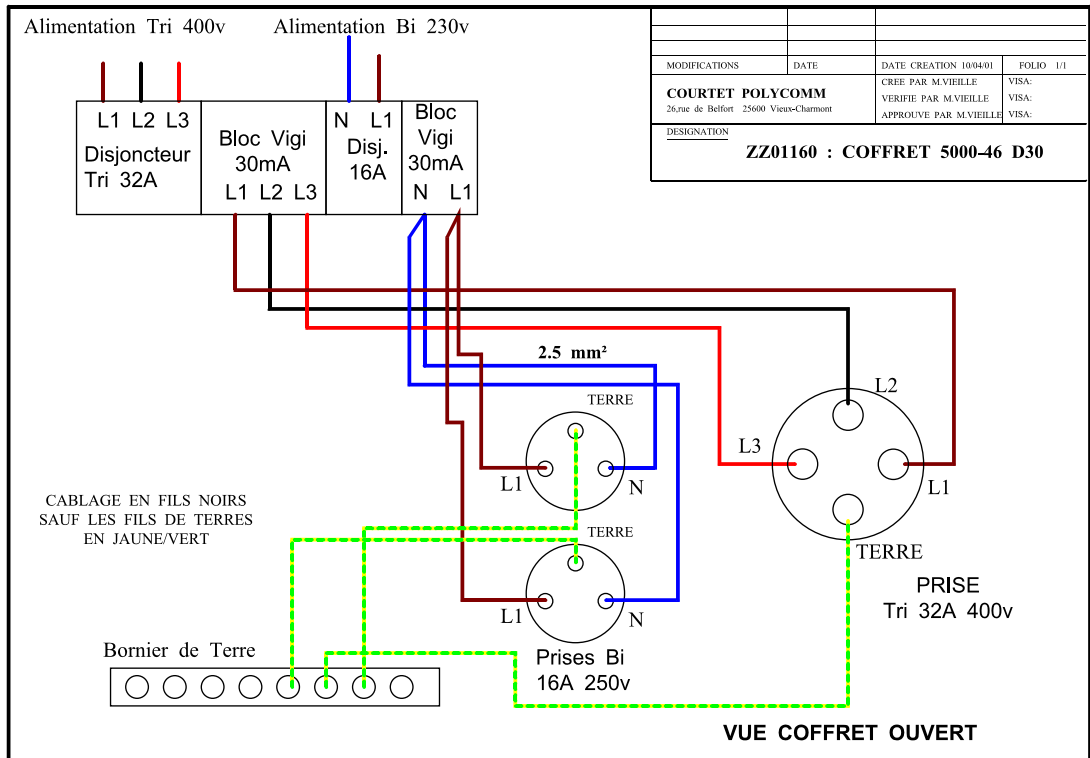 Alimentation Tri 400v
Alimentation Bi 230v
MODIFICATIONS DATE DATE CREATION 10/04/01 FOLIO 1/1
COURTET POLYCOMM
26,rue de Belfort 25600 Vieux-Charmont
CREE PAR M.VIEILLE VISA:
VERIFIE PAR M.VIEILLE VISA:
APPROUVE PAR M.VIEILLE VISA:
DESIGNATION
ZZ01160 : COFFRET 5000-46 D30
L1 L2 L3
Disjoncteur
Tri 32A
Bloc Vigi
30mA
L1 L2 L3
N L1
Disj.
16A
Bloc
Vigi
30mA
N L1
2.5 mm²
TERRE
L1
N
TERRE
L1
N
Prises Bi
16A 250v
L2
L3
L1
TERRE
PRISE
Tri 32A 400v
CABLAGE EN FILS NOIRS
SAUF LES FILS DE TERRES
EN JAUNE/VERT
Bornier de Terre
VUE COFFRET OUVERT